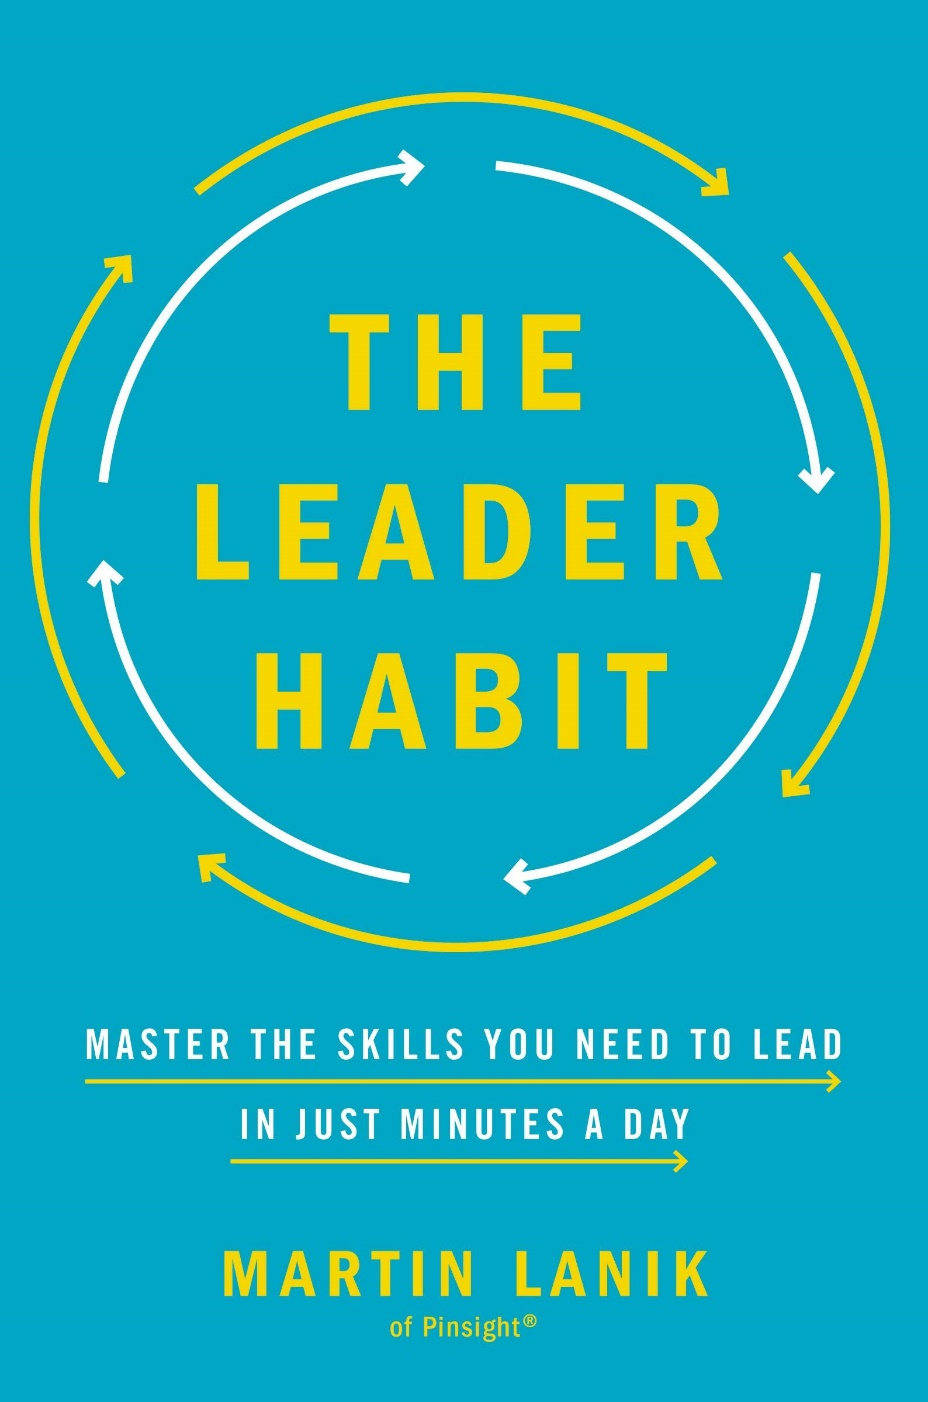 THE
LEADER
HABIT
MASTER THE SKILLS YOU NEED TO LEAD
IN JUST MINUTES A DAY
MARTIN LANIK
of Pinsight®